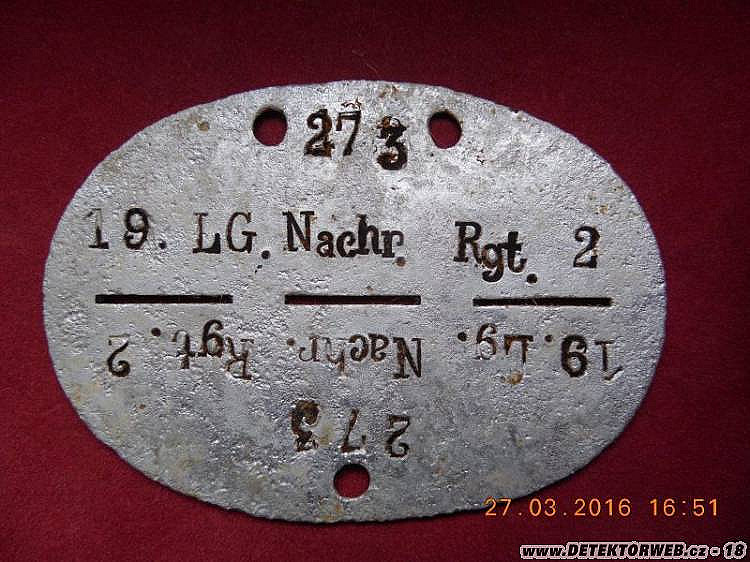 273
19. LG. Nachr. Rgt. 2
19. Lg. Nachr. Rgt. 2
273
27.03.2016 16:51
www.DETEKTORWEB.cz - 18